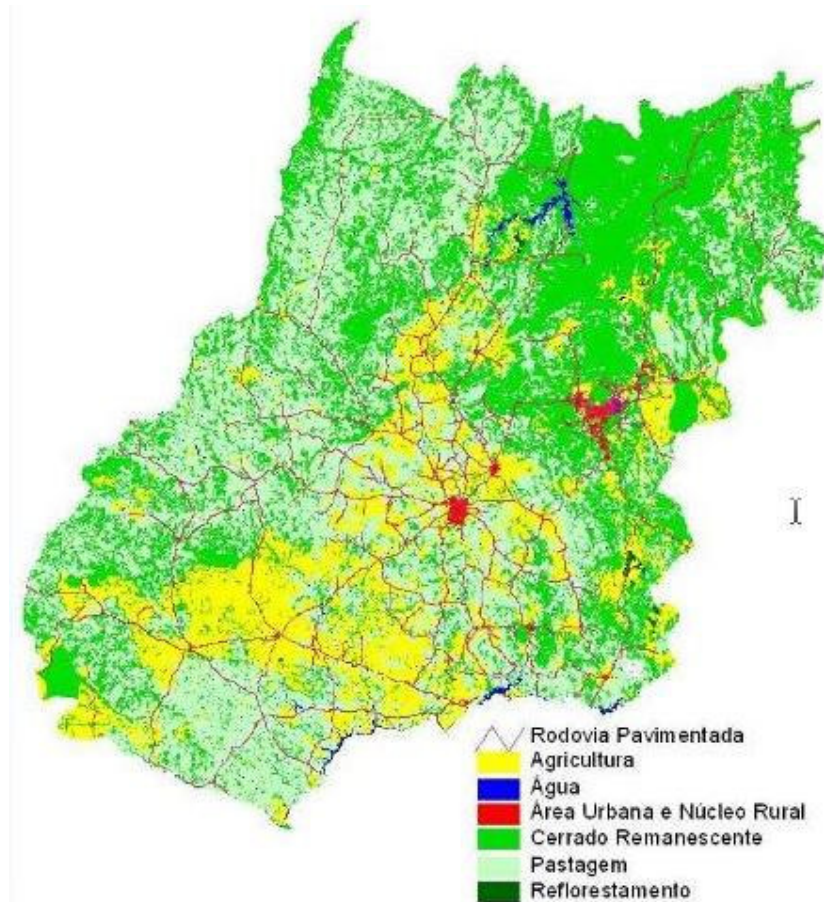 Rodovia Pavimentada
Agricultura
Água
Área Urbana e Núcleo Rural
Cerrado Remanescente
Pastagem
Reflorestamento